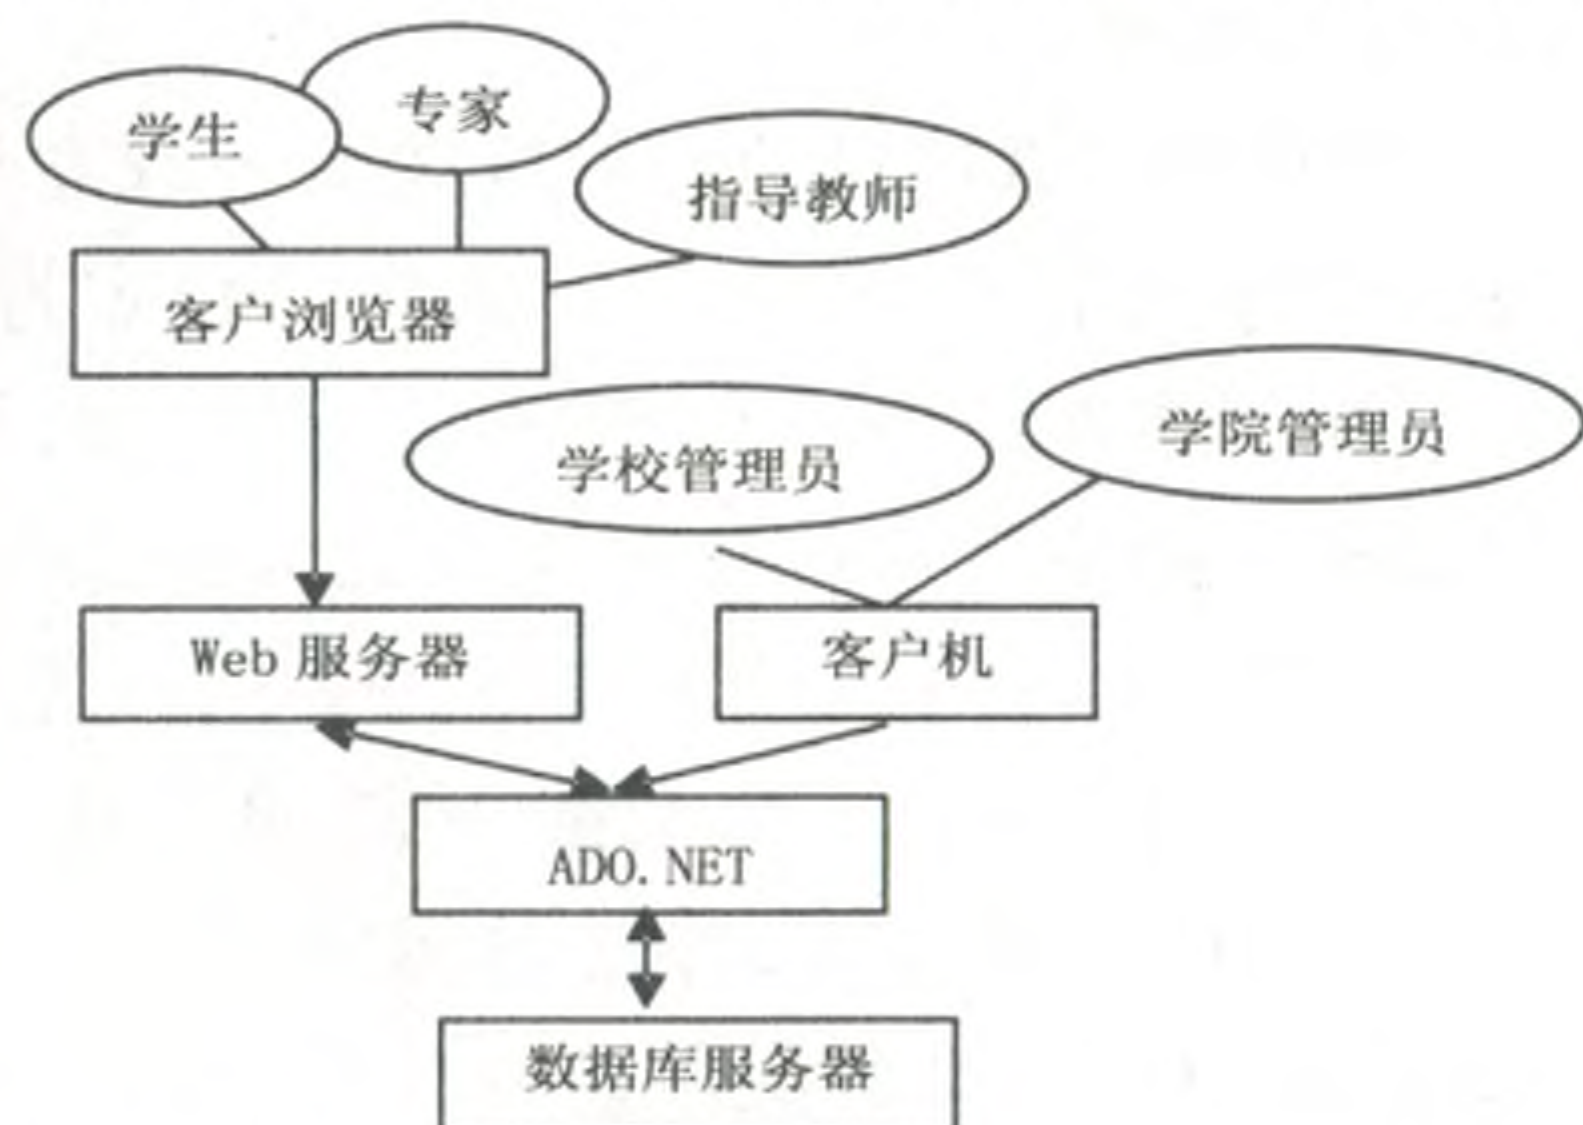 专家
学生
指导教师
客户浏览器
学院管理员
学校管理员
Web 服务器
客户机
ADO.NET
数据库服务器